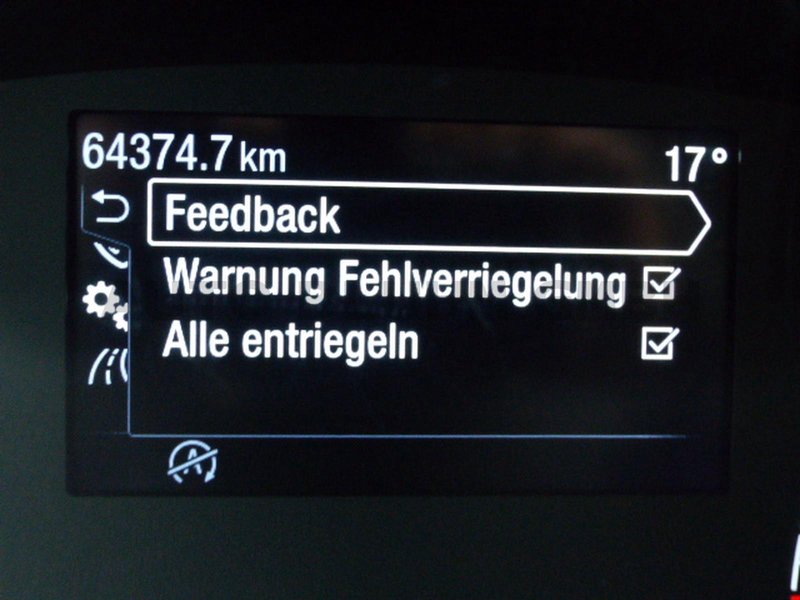 64374.7 km 17°
Feedback
Warnung Fehlverriegelung
Alle entriegeln
A